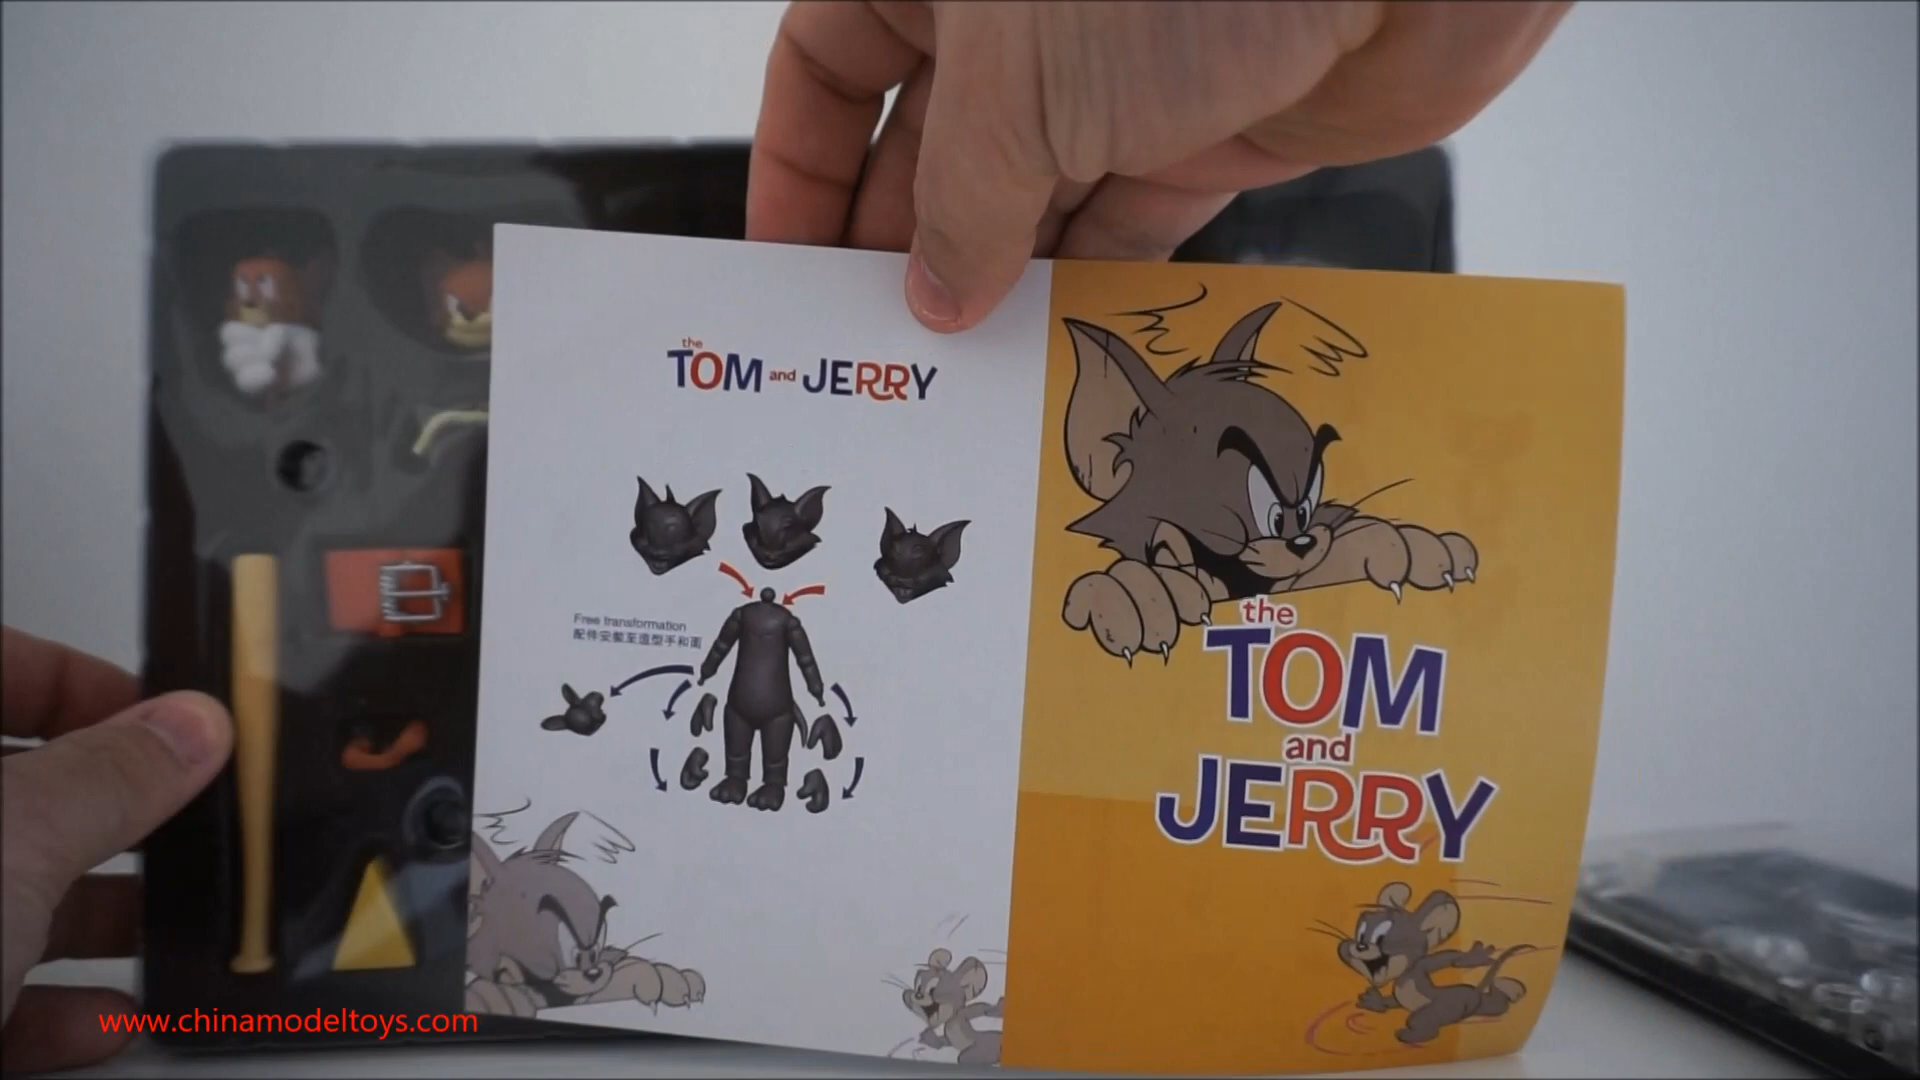 the
TOM and JERRY
Free transformation
配件安裝至造型手和面
the
TOM
and
JERRY
www.chinamodeltoys.com